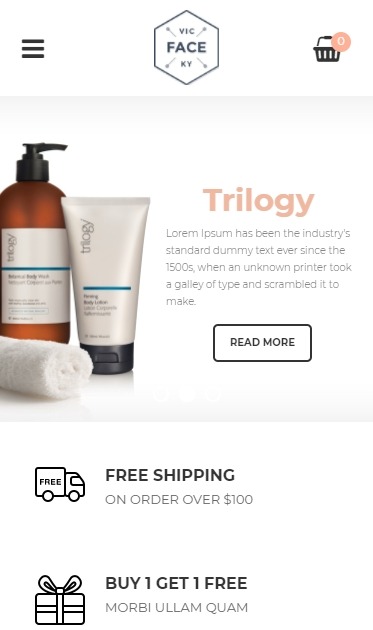 VIC
FACE
KY
0
trilogy
trilogy
Botanical Body Wash
Firming
Body Lotion
Trilogy
Lorem Ipsum has been the industry's
standard dummy text ever since the
1500s, when an unknown printer took
a galley of type and scrambled it to
make.
READ MORE
FREE
FREE SHIPPING
ON ORDER OVER $100
BUY 1 GET 1 FREE
MORBI ULLAM QUAM